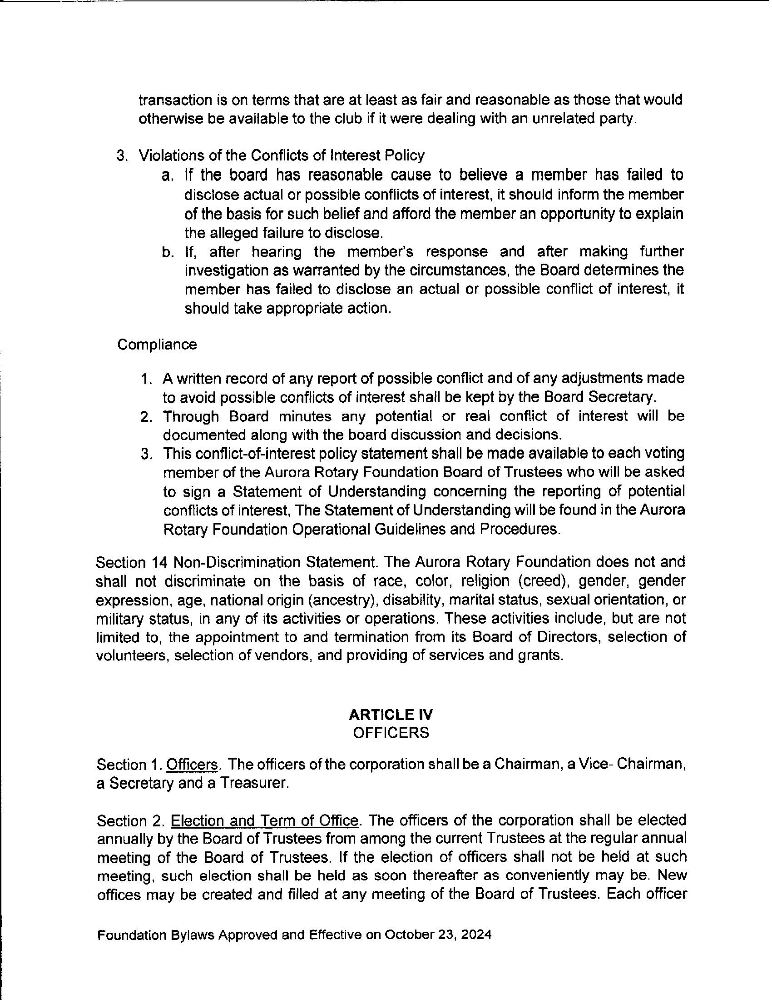 transaction is on terms that are at least as fair and reasonable as those that would
otherwise be available to the club if it were dealing with an unrelated party.
3. Violations of the Conflicts of Interest Policy
a. If the board has reasonable cause to believe a member has failed to
disclose actual or possible conflicts of interest, it should inform the member
of the basis for such belief and afford the member an opportunity to explain
the alleged failure to disclose.
b. If, after hearing the member's response and after making further
investigation as warranted by the circumstances, the Board determines the
member has failed to disclose an actual or possible conflict of interest, it
should take appropriate action.
Compliance
1. A written record of any report of possible conflict and of any adjustments made
to avoid possible conflicts of interest shall be kept by the Board Secretary.
2. Through Board minutes any potential or real conflict of interest will be
documented along with the board discussion and decisions.
3. This conflict-of-interest policy statement shall be made available to each voting
member of the Aurora Rotary Foundation Board of Trustees who will be asked
to sign a Statement of Understanding concerning the reporting of potential
conflicts of interest, The Statement of Understanding will be found in the Aurora
Rotary Foundation Operational Guidelines and Procedures.
Section 14 Non-Discrimination Statement. The Aurora Rotary Foundation does not and
shall not discriminate on the basis of race, color, religion (creed), gender, gender
expression, age, national origin (ancestry), disability, marital status, sexual orientation, or
military status, in any of its activities or operations. These activities include, but are not
limited to, the appointment to and termination from its Board of Directors, selection of
volunteers, selection of vendors, and providing of services and grants.
ARTICLE IV
OFFICERS
Section 1. Officers. The officers of the corporation shall be a Chairman, a Vice- Chairman,
a Secretary and a Treasurer.
Section 2. Election and Term of Office. The officers of the corporation shall be elected
annually by the Board of Trustees from among the current Trustees at the regular annual
meeting of the Board of Trustees. If the election of officers shall not be held at such
meeting, such election shall be held as soon thereafter as conveniently may be. New
offices may be created and filled at any meeting of the Board of Trustees. Each officer
Foundation Bylaws Approved and Effective on October 23, 2024